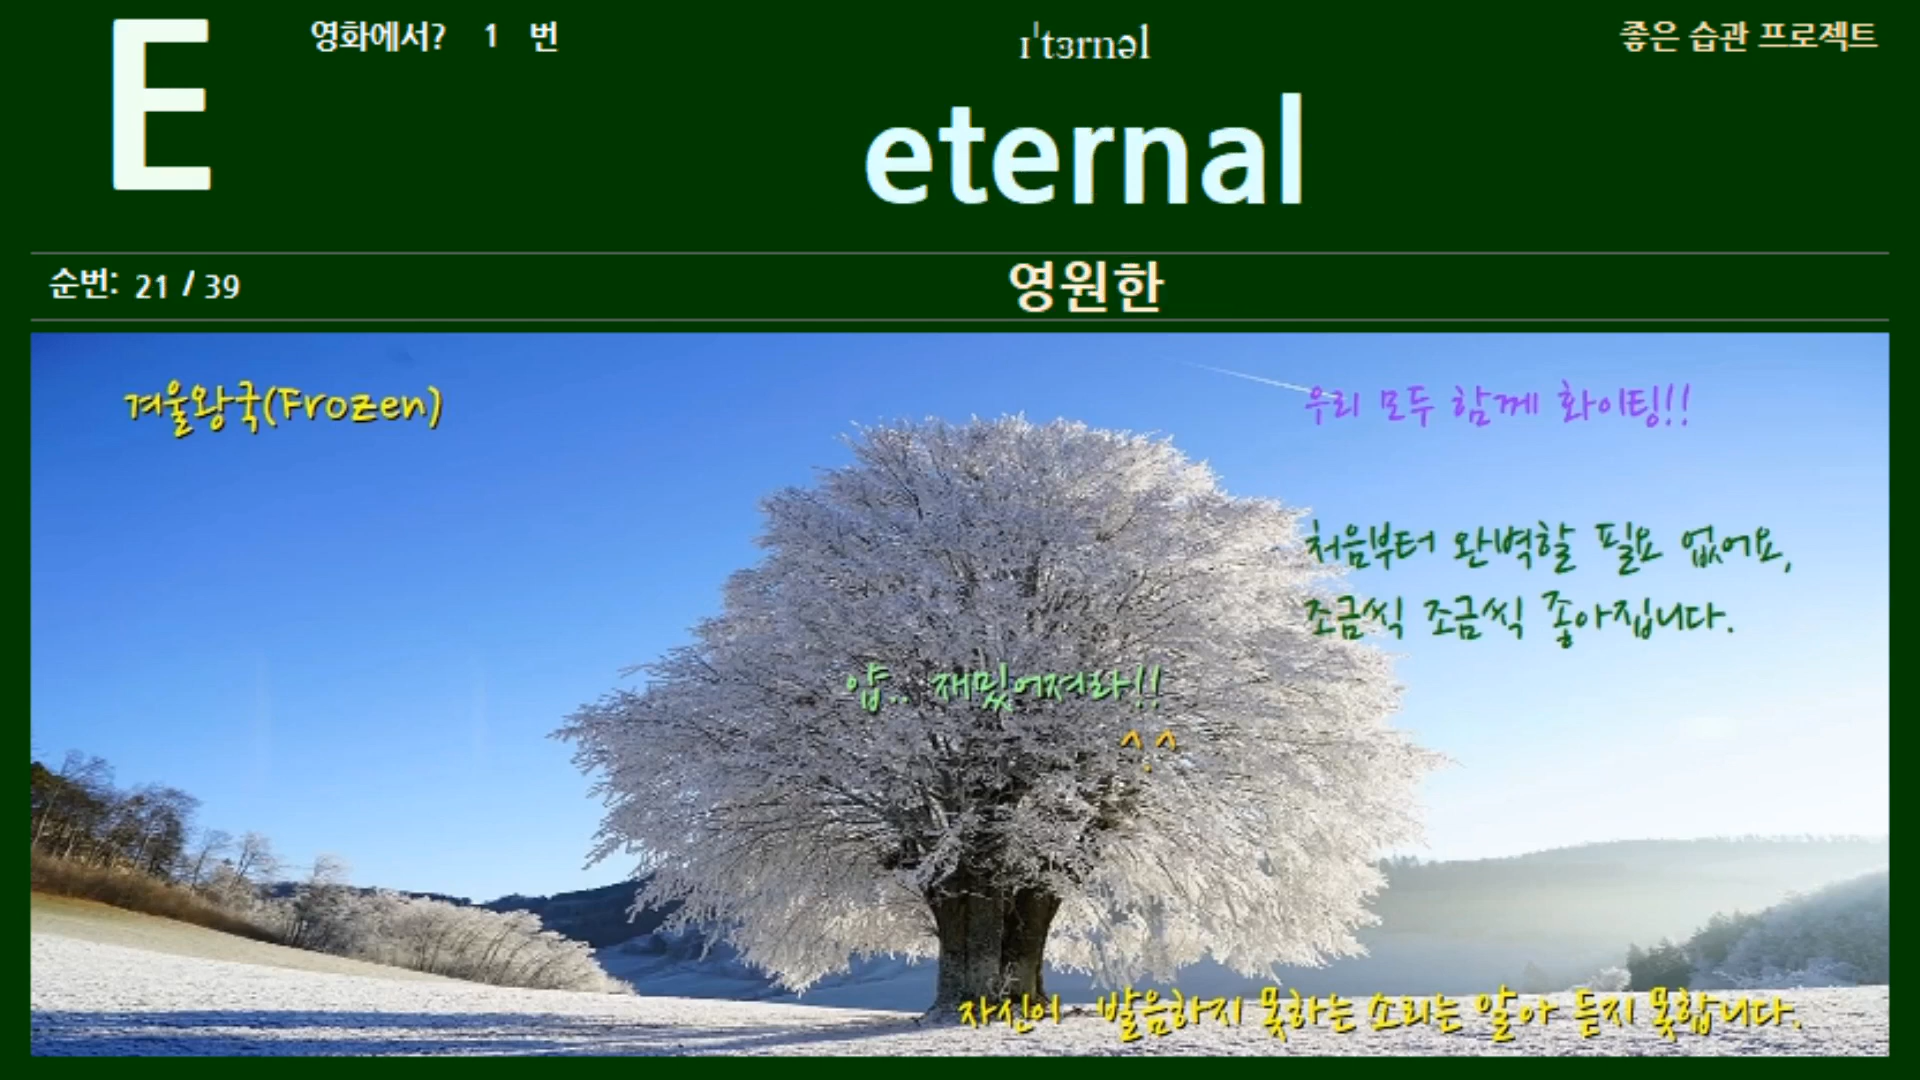 E
영화에서? 1 번
ɪˈtɜrnəl
좋은 습관 프로젝트
eternal
순번: 21 / 39
영원한
겨울왕국(Frozen)
우리 모두 함께 화이팅!!
처음부터 완벽할 필요 없어요,
조금씩 조금씩 좋아집니다.
얍.. 재밌어져라!!
^.^
자신이 발음하지 못하는 소리는 알아 듣지 못합니다.